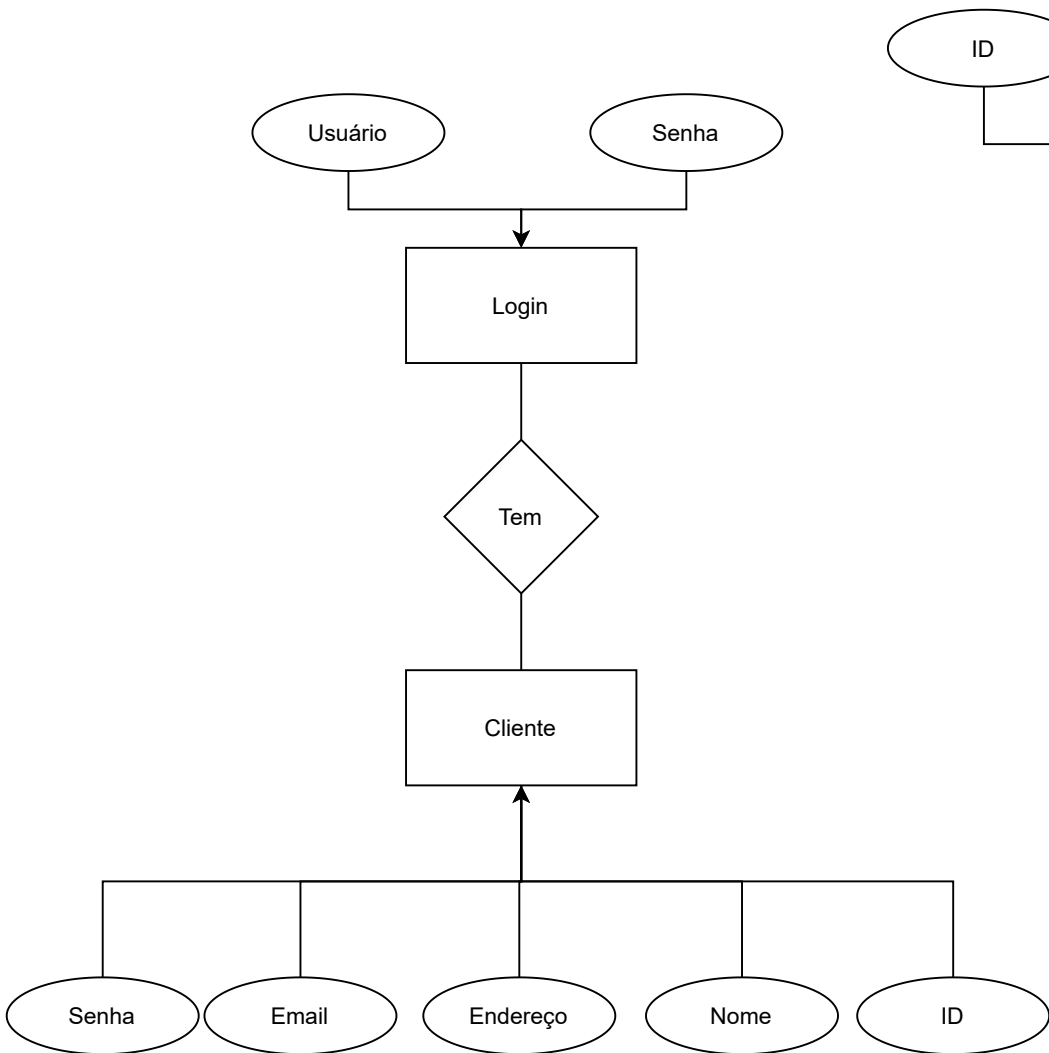 ID
Usuário
Senha
Login
Tem
Cliente
Senha
Email
Endereço
Nome
ID